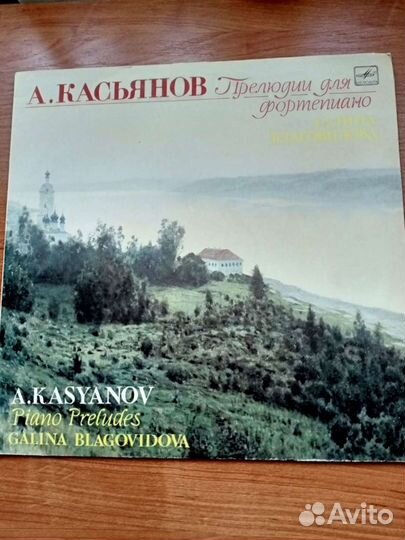 А.КАСЬЯНОВ Прелюдии для
фортепиано
A.KASYANOV
Piano Preludes
GALINA BLAGOVIDOVA
Avito